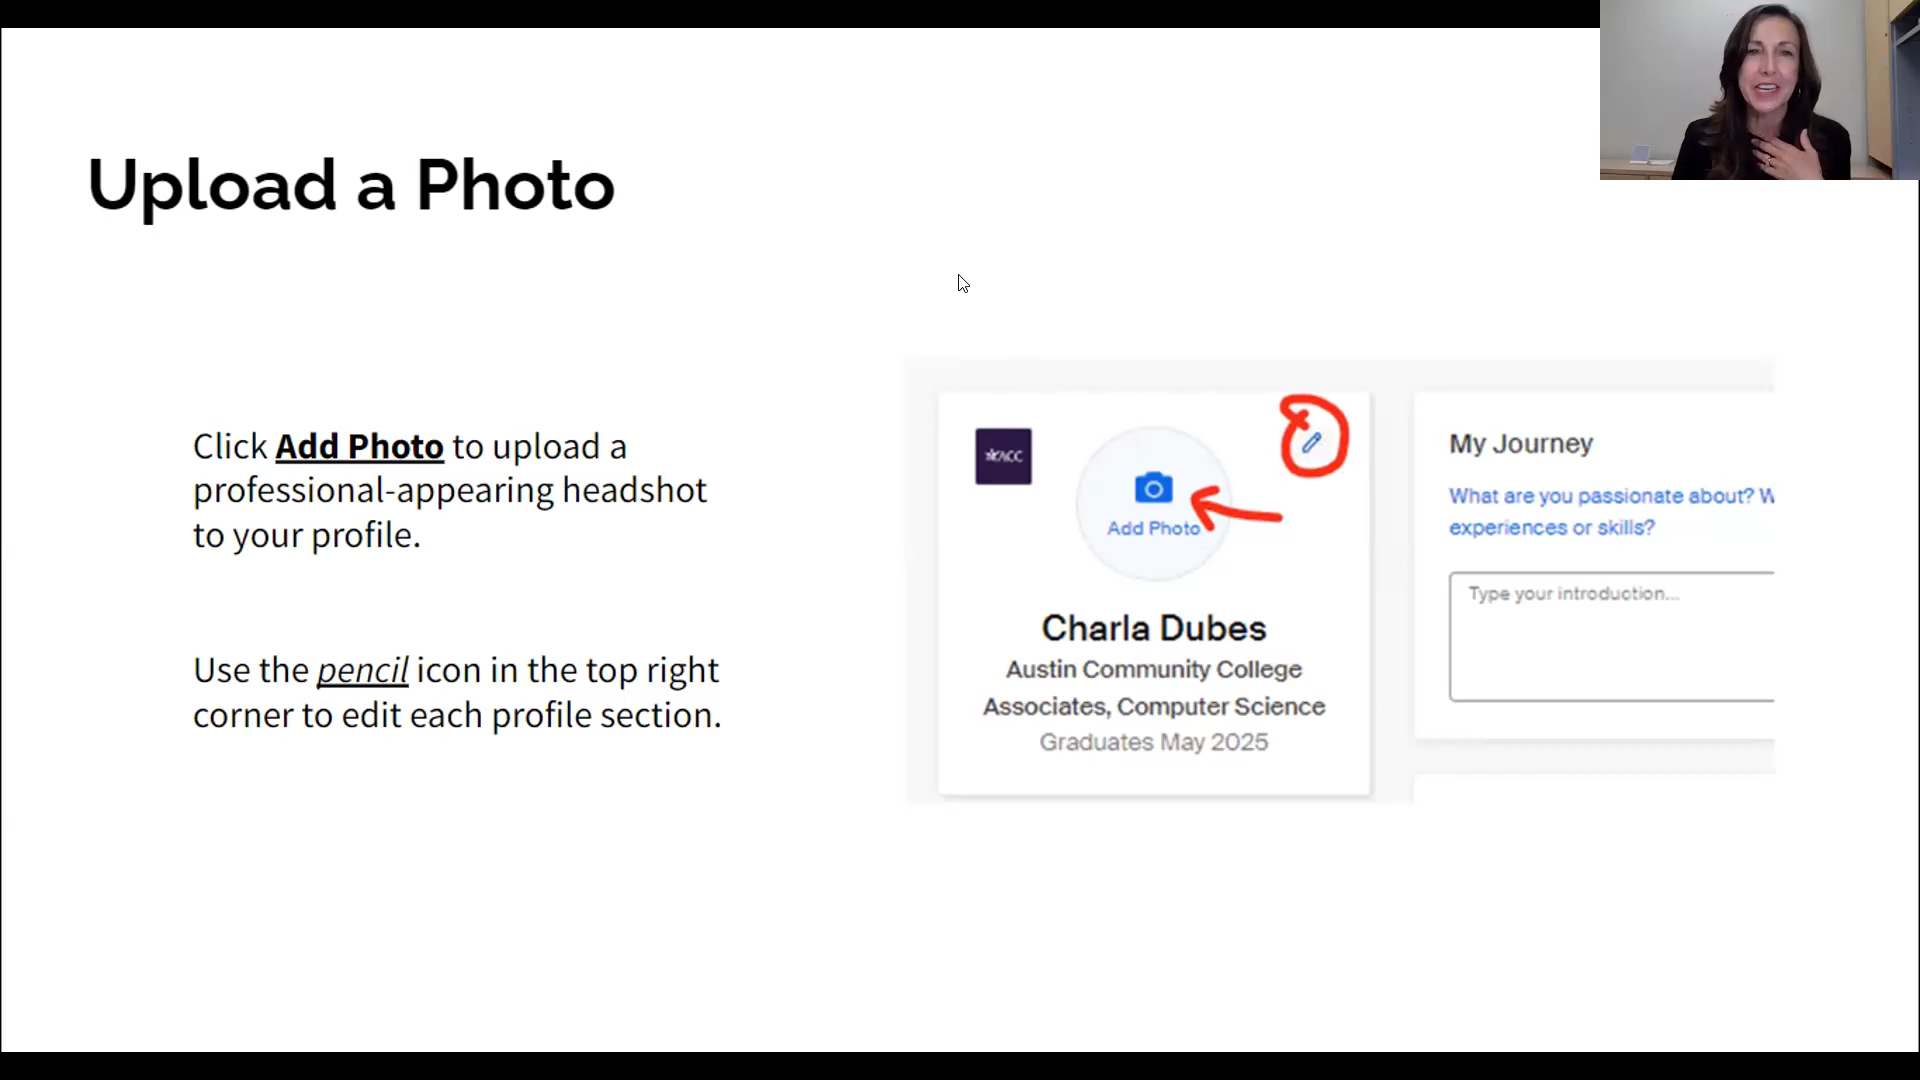 Upload a Photo
Click Add Photo to upload a
professional-appearing headshot
to your profile.
Use the pencil icon in the top right
corner to edit each profile section.
ACC
Add Photo
Charla Dubes
Austin Community College
Associates, Computer Science
Graduates May 2025
My Journey
What are you passionate about? W
experiences or skills?
Type your introduction...